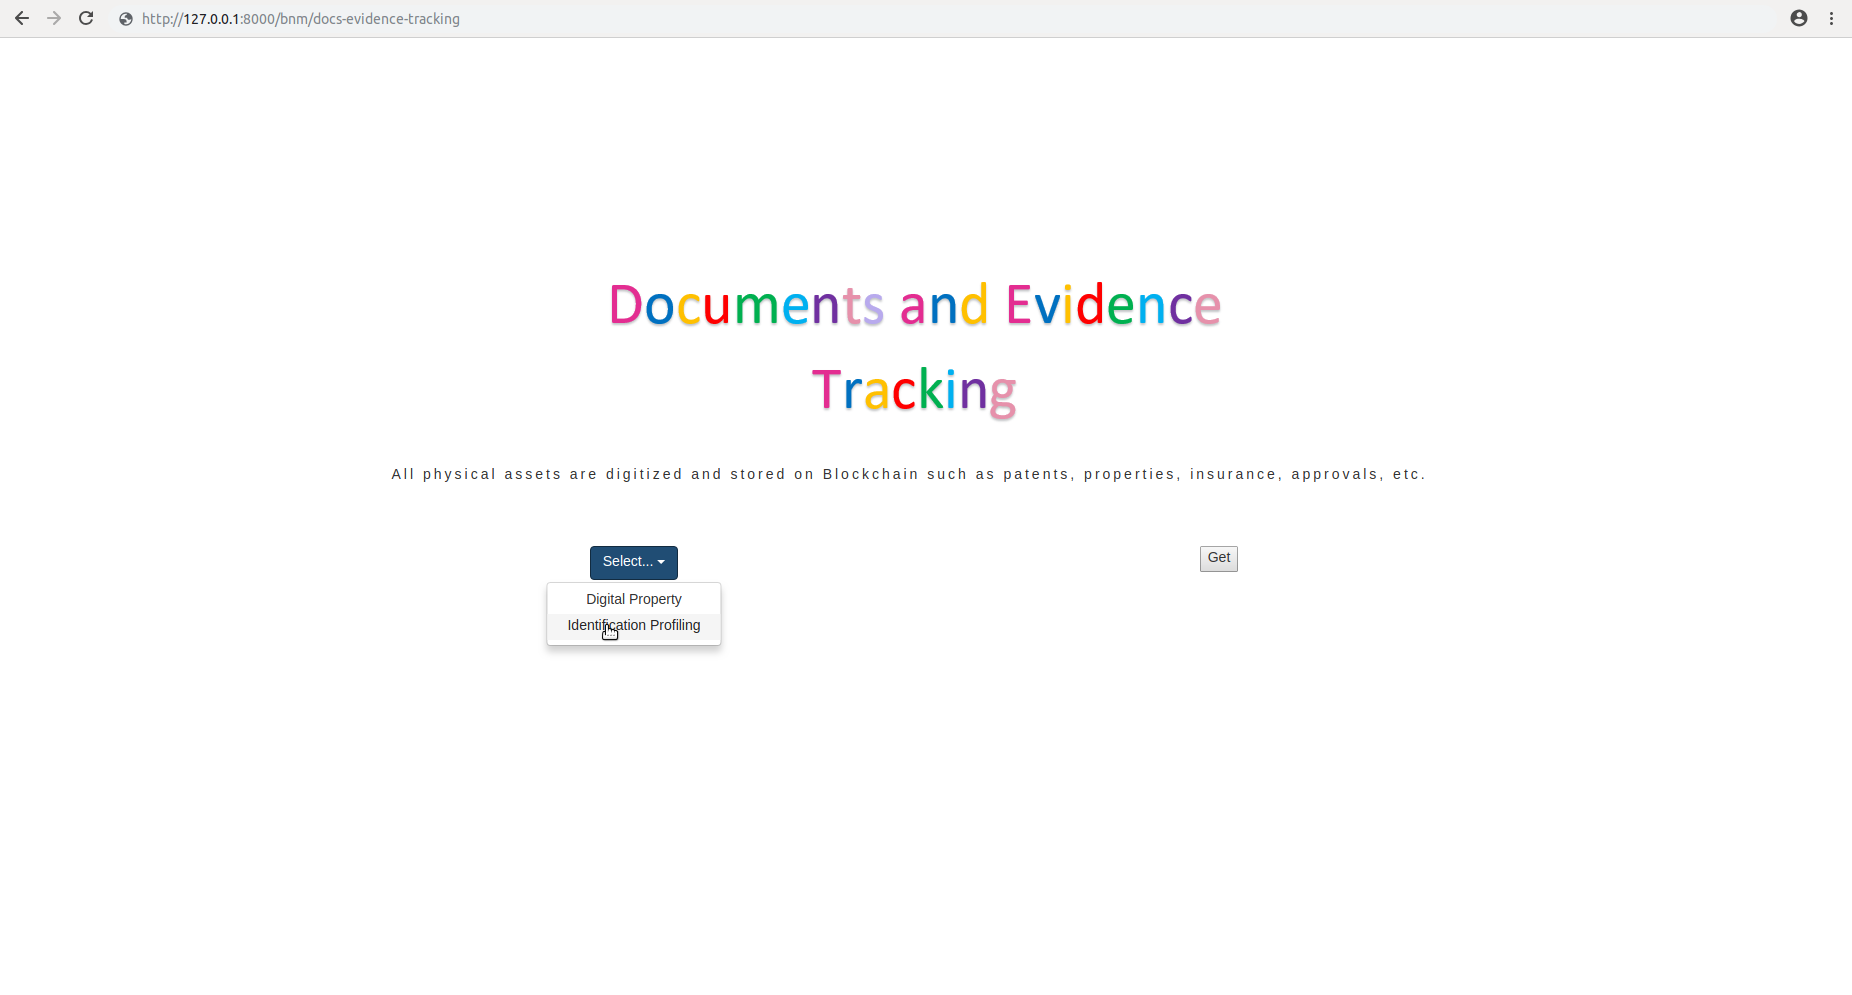 http://127.0.0.1:8000/bnm/docs-evidence-tracking
Documents and Evidence
Tracking
All physical assets are digitized and stored on Blockchain such as patents, properties, insurance, approvals, etc.
Select...
Get
Digital Property
Identification Profiling